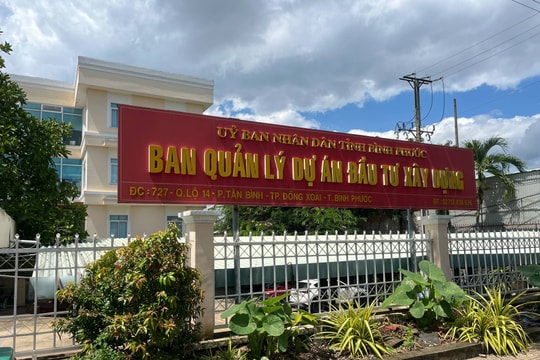 UỶ BAN NHÂN DÂN TỈNH BÌNH PHƯỚC
BAN QUẢN LÝ DỰ ÁN ĐẦU TƯ XÂY DỰNG
ĐC : 727 - Q.LỘ 14 - P.TÂN BÌNH - TP. ĐỒNG XOÀI - T. BÌNH PHƯỚC